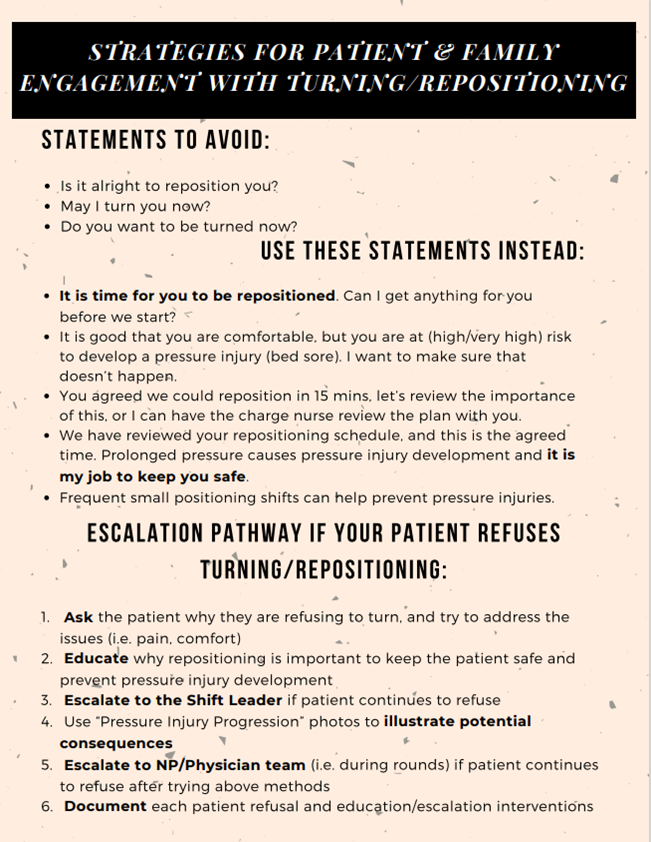 STRATEGIES FOR PATIENT & FAMILY
ENGAGEMENT WITH TURNING/REPOSITIONING
STATEMENTS TO AVOID:
• Is it alright to reposition you?
• May I turn you now?
• Do you want to be turned now?
USE THESE STATEMENTS INSTEAD:
• It is time for you to be repositioned. Can I get anything for you
before we start?
• It is good that you are comfortable, but you are at (high/very high) risk
to develop a pressure injury (bed sore). I want to make sure that
doesn't happen.
• You agreed we could reposition in 15 mins, let's review the importance
of this, or I can have the charge nurse review the plan with you.
• We have reviewed your repositioning schedule, and this is the agreed
time. Prolonged pressure causes pressure injury development and it is
my job to keep you safe.
• Frequent small positioning shifts can help prevent pressure injuries.
ESCALATION PATHWAY IF YOUR PATIENT REFUSES
TURNING/REPOSITIONING:
1. Ask the patient why they are refusing to turn, and try to address the
issues (i.e. pain, comfort)
2. Educate why repositioning is important to keep the patient safe and
prevent pressure injury development
3. Escalate to the Shift Leader if patient continues to refuse
4. Use "Pressure Injury Progression" photos to illustrate potential
consequences
5. Escalate to NP/Physician team (i.e. during rounds) if patient continues
to refuse after trying above methods
6. Document each patient refusal and education/escalation interventions